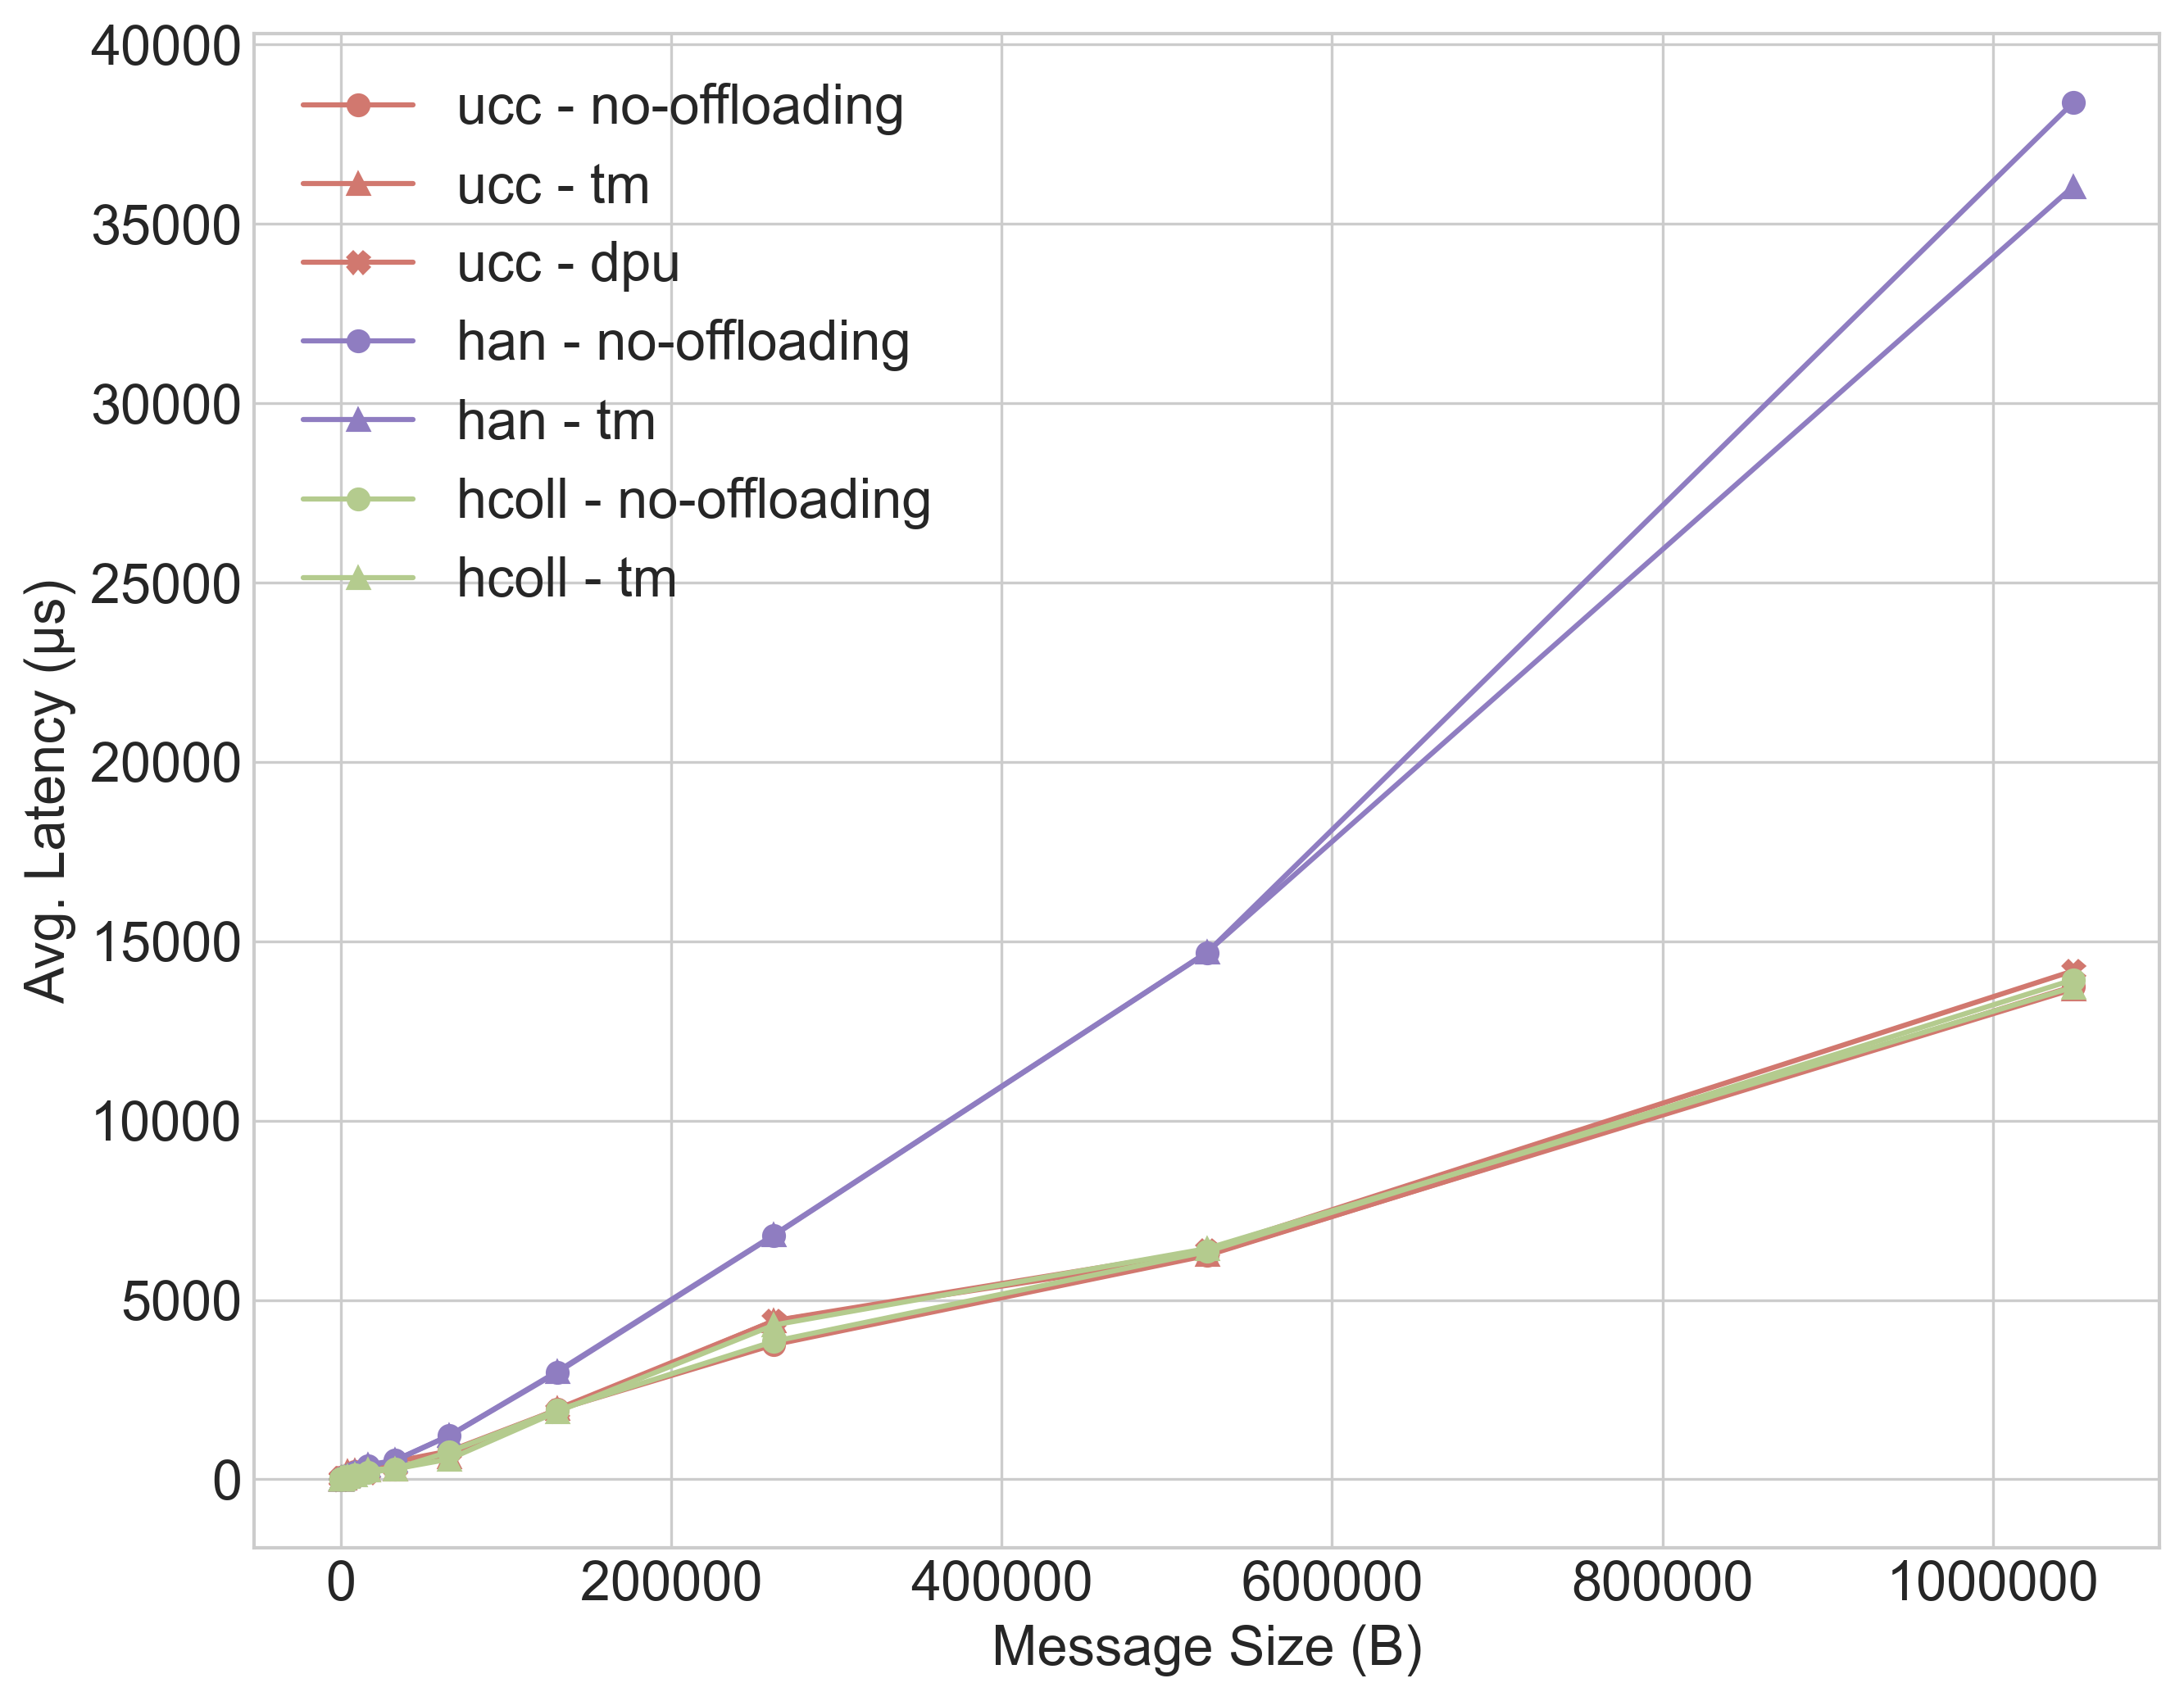 40000
35000
30000
25000
20000
15000
10000
5000
0
Avg. Latency (µs)
ucc - no-offloading
ucc - tm
ucc - dpu
han - no-offloading
han - tm
hcoll - no-offloading
hcoll - tm
0 200000 400000 600000 800000 1000000
Message Size (B)